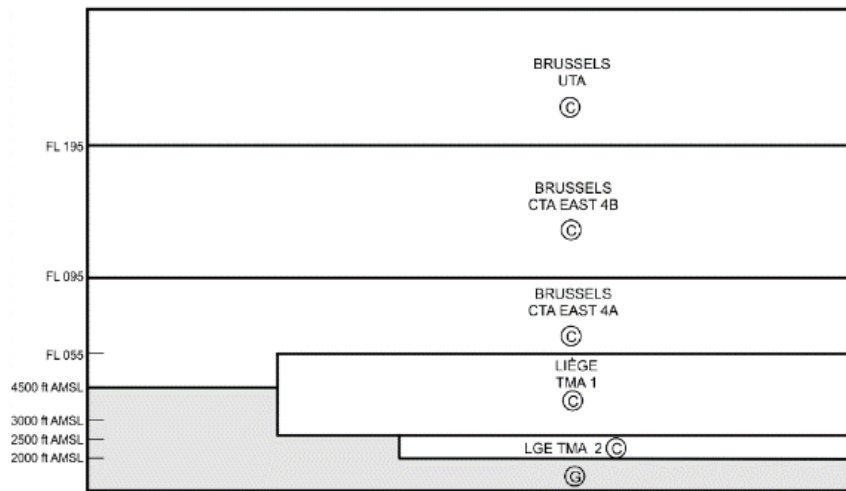 BRUSSELS
UTA
C
FL 195
BRUSSELS
CTA EAST 4B
C
FL 095
BRUSSELS
CTA EAST 4A
C
FL 055
LIÈGE
TMA 1
C
4500 ft AMSL
3000 ft AMSL
2500 ft AMSL
LGE TMA 2 C
2000 ft AMSL
G